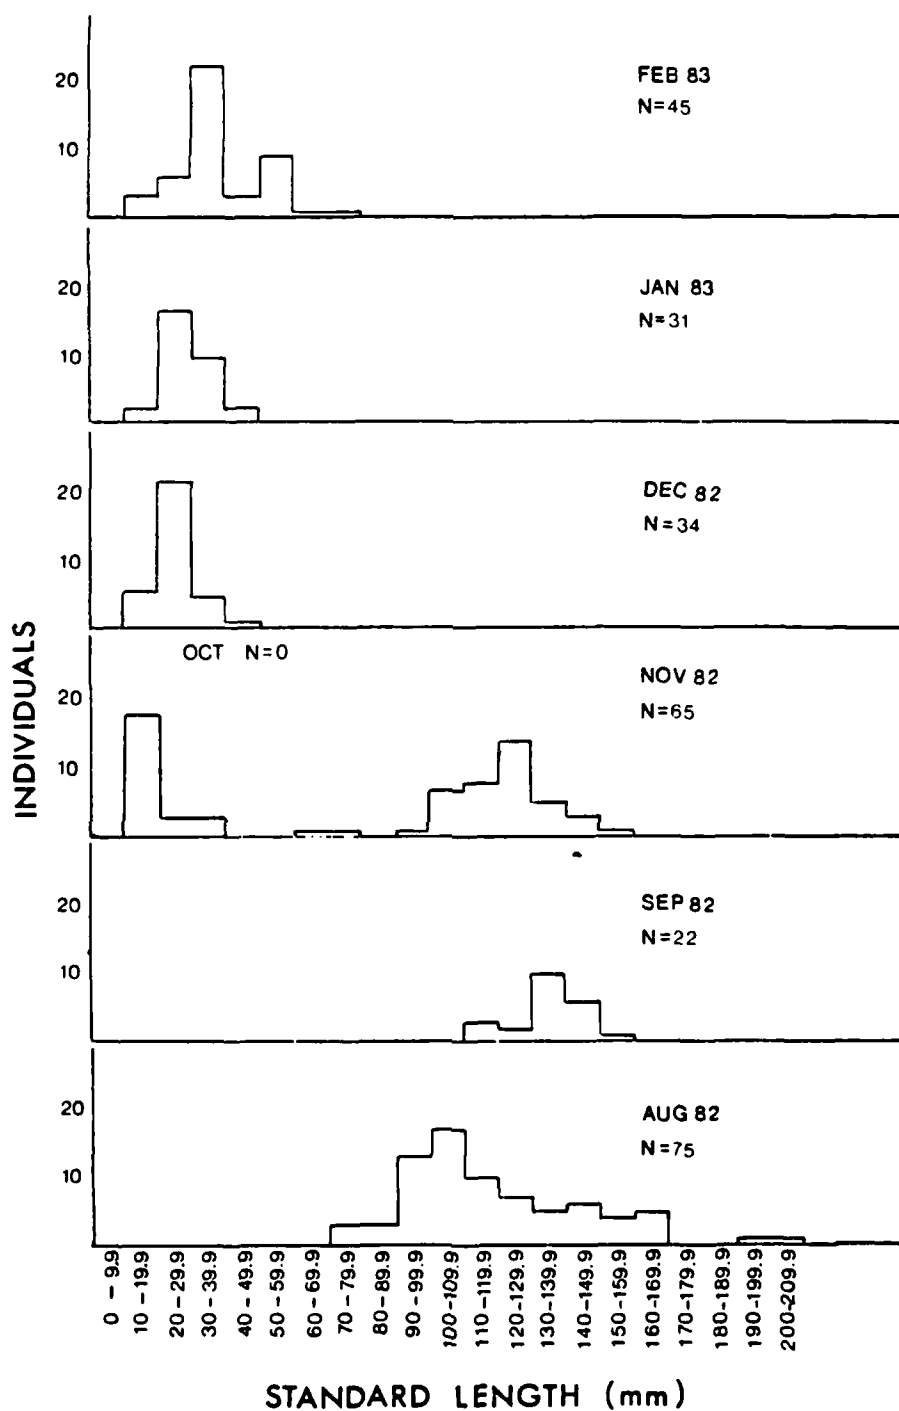 20
10
FEB 83
N=45
20
10
JAN 83
N=31
20
10
DEC 82
N=34
OCT N=0
20
10
NOV 82
N=65
20
10
SEP 82
N=22
20
10
AUG 82
N=75
INDIVIDUALS
0 - 9.9
10 - 19.9
20 - 29.9
30 - 39.9
40 - 49.9
50 - 59.9
60 - 69.9
70 - 79.9
80 - 89.9
90 - 99.9
100-109.9
110-119.9
120-129.9
130-139.9
140-149.9
150-159.9
160-169.9
170-179.9
180-189.9
190-199.9
200-209.9
STANDARD LENGTH (mm)